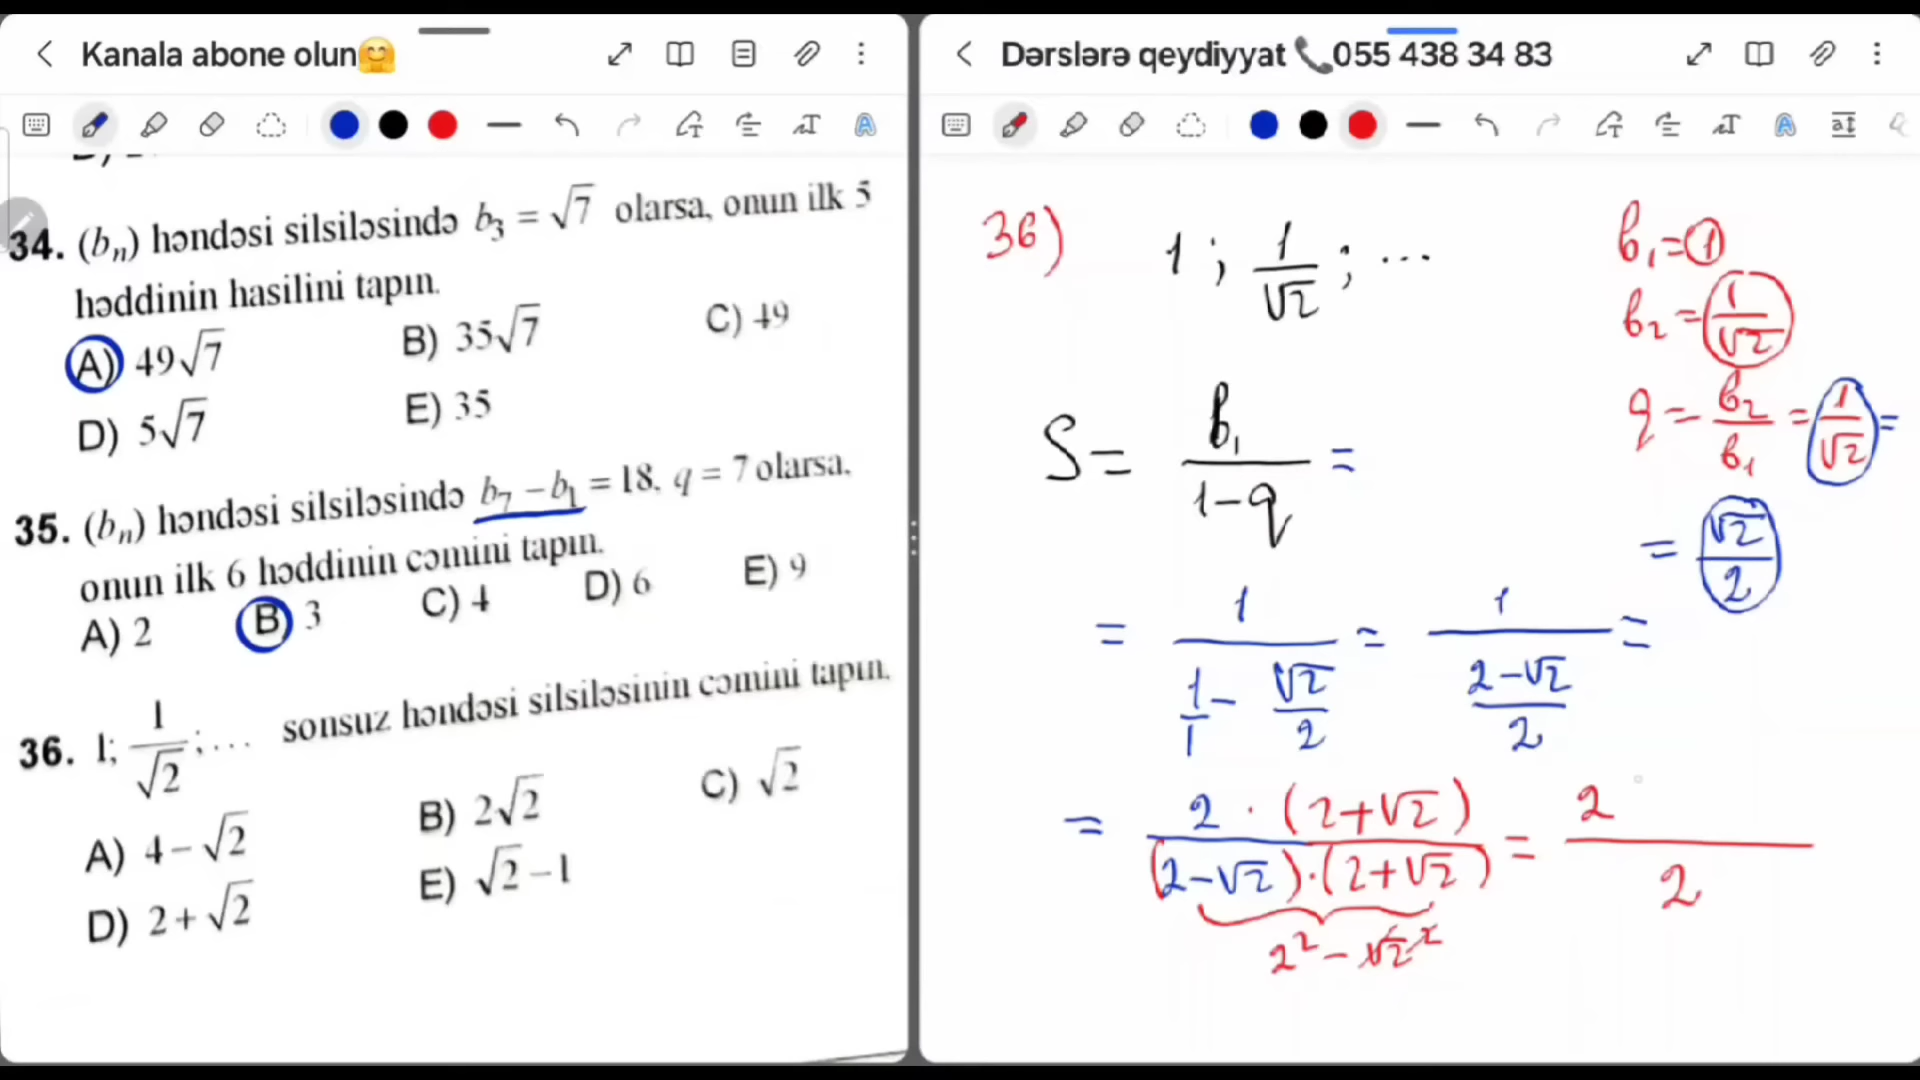 Kanala abone olun🤗
34. (bₙ) həndəsi silsiləsində b₃ = √7 olarsa, onun ilk 5
həddinin hasilini tapın.
A) 49√7 B) 35√7 C) 49
D) 5√7 E) 35
35. (bₙ) həndəsi silsiləsində b₇ − b₁ = 18, q = 7 olarsa,
onun ilk 6 həddinin cəmini tapın.
A) 2 B) 3 C) 4 D) 6 E) 9
36. 1; 1/√2; ... sonsuz həndəsi silsiləsinin cəmini tapın.
A) 4 − √2 B) 2√2 C) √2
D) 2 + √2 E) √2 − 1
Dərslərə qeydiyyat 📞055 438 34 83
36) 1; 1/√2; ...
b₁ = 1
b₂ = 1/√2
q = b₂/b₁ = 1/√2 =
= √2/2
S = b₁/(1−q) =
= 1/(1/1 − √2/2) = 1/((2−√2)/2) =
= 2·(2+√2)/((2−√2)·(2+√2)) = 2/2
2² − √2²